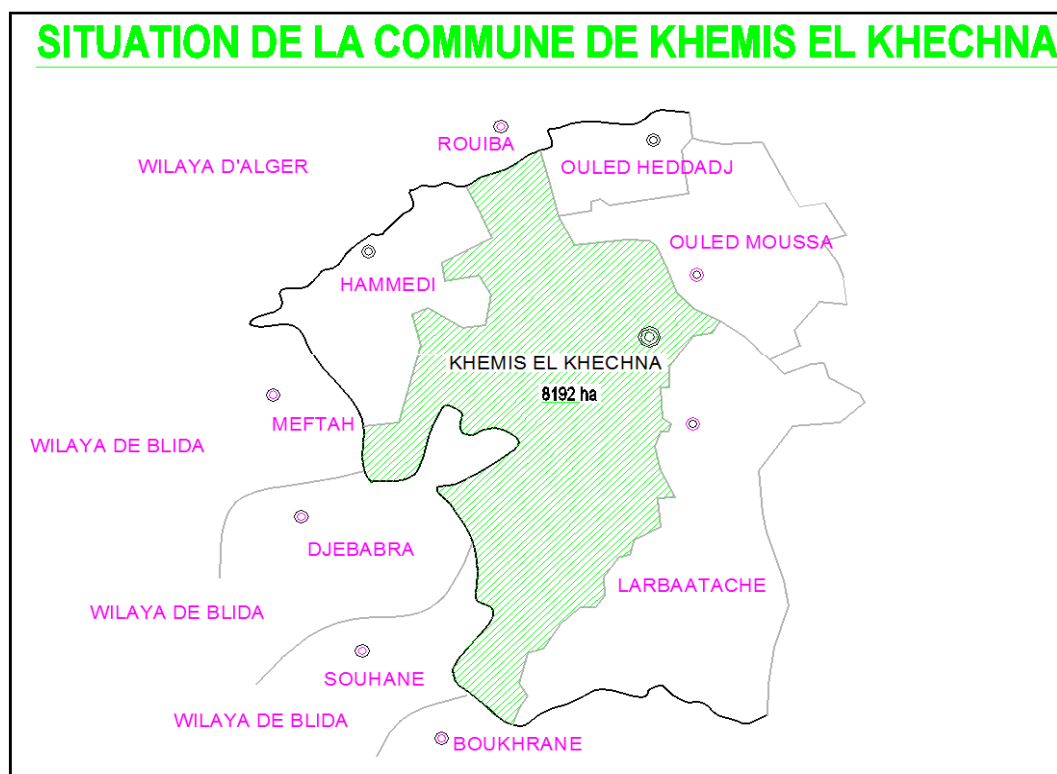 SITUATION DE LA COMMUNE DE KHEMIS EL KHECHNA
ROUIBA
WILAYA D'ALGER
OULED HEDDADJ
OULED MOUSSA
HAMMEDI
KHEMIS EL KHECHNA
8192 ha
MEFTAH
WILAYA DE BLIDA
DJEBABRA
LARBAATACHE
WILAYA DE BLIDA
SOUHANE
WILAYA DE BLIDA
BOUKHRANE